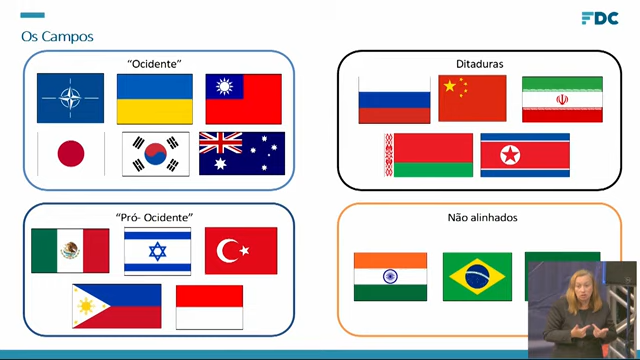 FDC
Os Campos
“Ocidente”
Ditaduras
“Pró- Ocidente”
Não alinhados